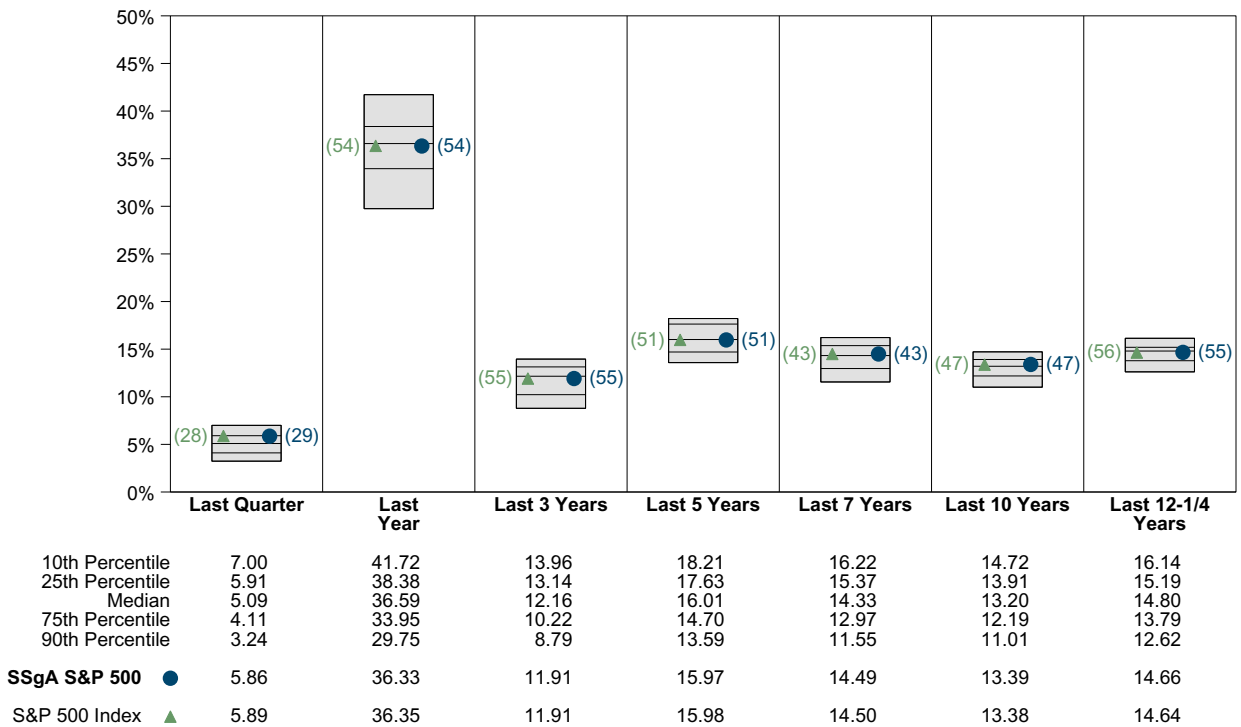 50%
45%
40%
35%
30%
25%
20%
15%
10%
5%
0%
(28) (29)
(54) (54)
(55) (55)
(51) (51)
(43) (43)
(47) (47)
(56) (55)
Last Quarter Last Year Last 3 Years Last 5 Years Last 7 Years Last 10 Years Last 12-1/4 Years
10th Percentile 7.00 41.72 13.96 18.21 16.22 14.72 16.14
25th Percentile 5.91 38.38 13.14 17.63 15.37 13.91 15.19
Median 5.09 36.59 12.16 16.01 14.33 13.20 14.80
75th Percentile 4.11 33.95 10.22 14.70 12.97 12.19 13.79
90th Percentile 3.24 29.75 8.79 13.59 11.55 11.01 12.62
SSgA S&P 500 5.86 36.33 11.91 15.97 14.49 13.39 14.66
S&P 500 Index 5.89 36.35 11.91 15.98 14.50 13.38 14.64